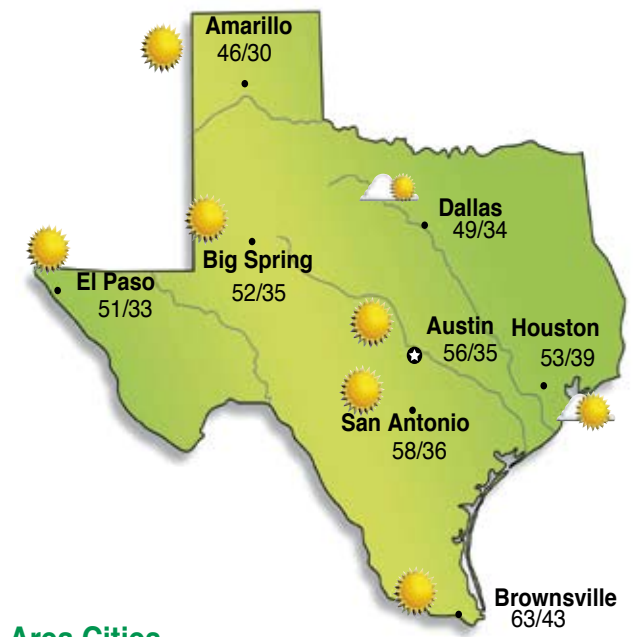 Amarillo
46/30
Dallas
49/34
Big Spring
52/35
El Paso
51/33
Austin
56/35
Houston
53/39
San Antonio
58/36
Brownsville
63/43
Area Cities